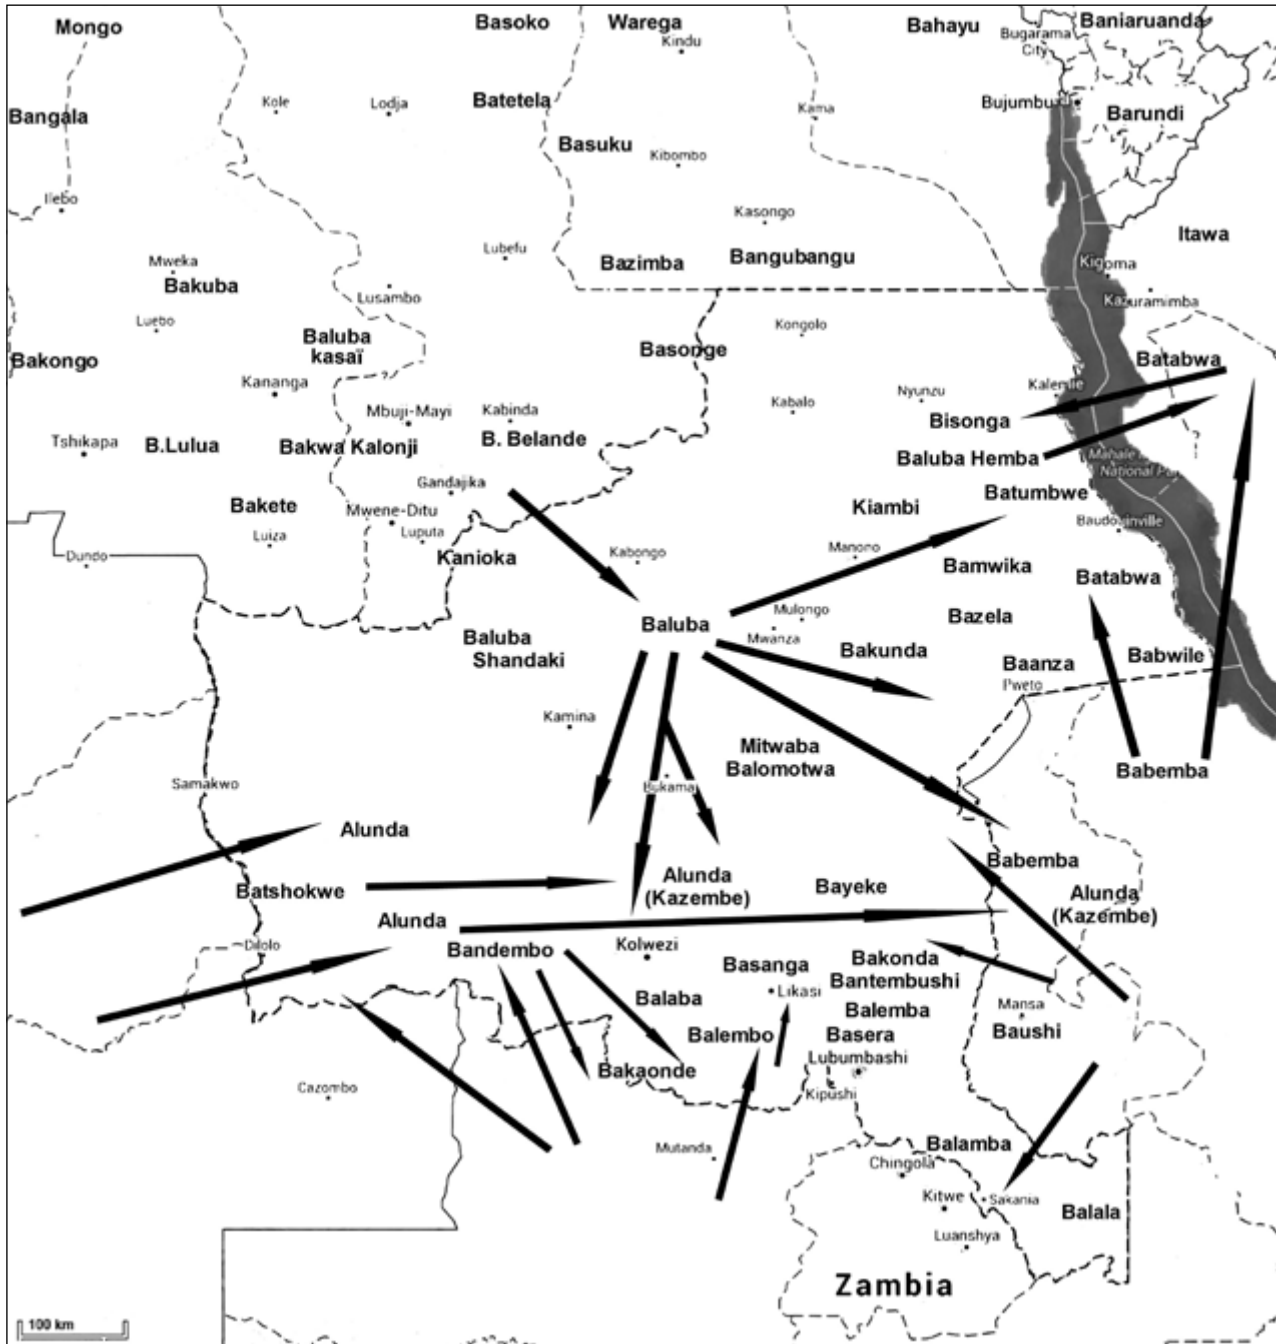 Mongo
Basoko
Warega
Kindu
Bahayu
Bugarama
City
Baniaruanda
Bangala
Kole
Lodja
Batetela
Kama
Bujumbu
Barundi
Basuku
Kibombo
Ilebo
Kasongo
Itawa
Mweka
Bakuba
Lubefu
Bazimba
Bangubangu
Kigoma
Lusambo
Kazuramimba
Luebo
Baluba
kasaï
Kongolo
Basonge
Bakongo
Batabwa
Kananga
Mbuji-Mayi
Kabinda
Kabalo
Nyunzu
Bisonga
Tshikapa
B.Lulua
Bakwa Kalonji
B. Belande
Baluba Hemba
Mahale
National Pa
Gandajika
Batumbwe
Bakete
Luiza
Mwene-Ditu
Luputa
Kiambi
Baudouinville
Dundo
Kanioka
Kabongo
Manono
Bamwika
Batabwa
Baluba
Mulongo
Mwanza
Bazela
Baluba
Shandaki
Bakunda
Baanza
Pweto
Babwile
Kamina
Mitwaba
Balomotwa
Babemba
Samakwo
Bukama
Alunda
Babemba
Batshokwe
Alunda
(Kazembe)
Bayeke
Alunda
(Kazembe)
Alunda
Dilolo
Bandembo
Kolwezi
Basanga
Bakonda
Bantembushi
Balaba
Likasi
Mansa
Balemba
Baushi
Balembo
Basera
Lubumbashi
Bakaonde
Cazombo
Kipushi
Mutanda
Balamba
Chingola
Kitwe
Sakania
Balala
Luanshya
Zambia
100 km